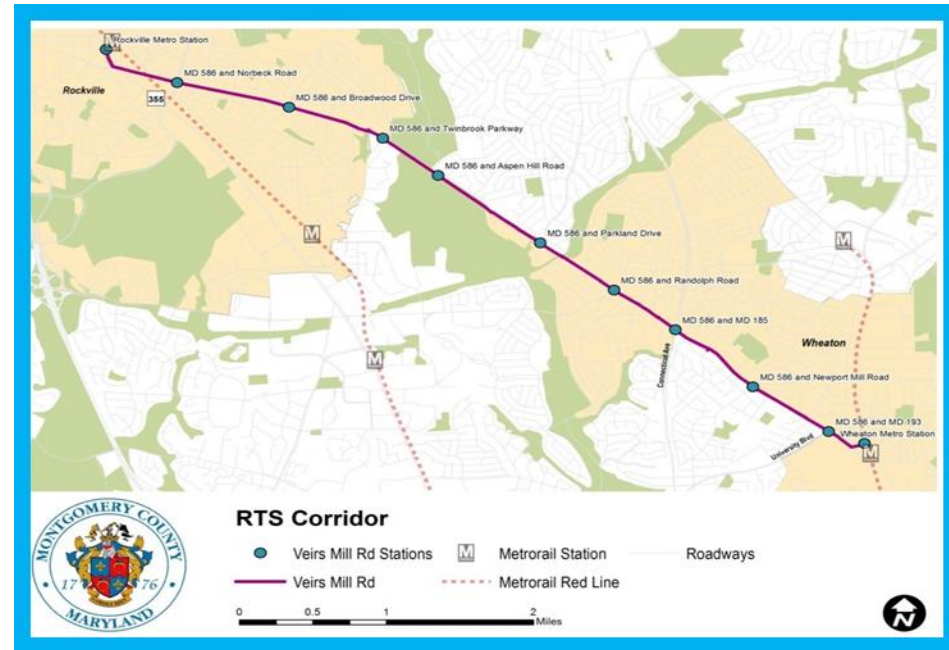 Rockville Metro Station
MD 586 and Norbeck Road
Rockville
355
MD 586 and Broadwood Drive
MD 586 and Twinbrook Parkway
MD 586 and Aspen Hill Road
M
MD 586 and Parkland Drive
M
MD 586 and Randolph Road
MD 586 and MD 185
Wheaton
M
Connecticut Ave
MD 586 and Newport Mill Road
MD 586 and MD 193
Wheaton Metro Station
University Blvd
M
MONTGOMERY COUNTY
17 76
MARYLAND
RTS Corridor
Veirs Mill Rd Stations
M
Metrorail Station
Roadways
Veirs Mill Rd
Metrorail Red Line
0 0.5 1 2
Miles
N